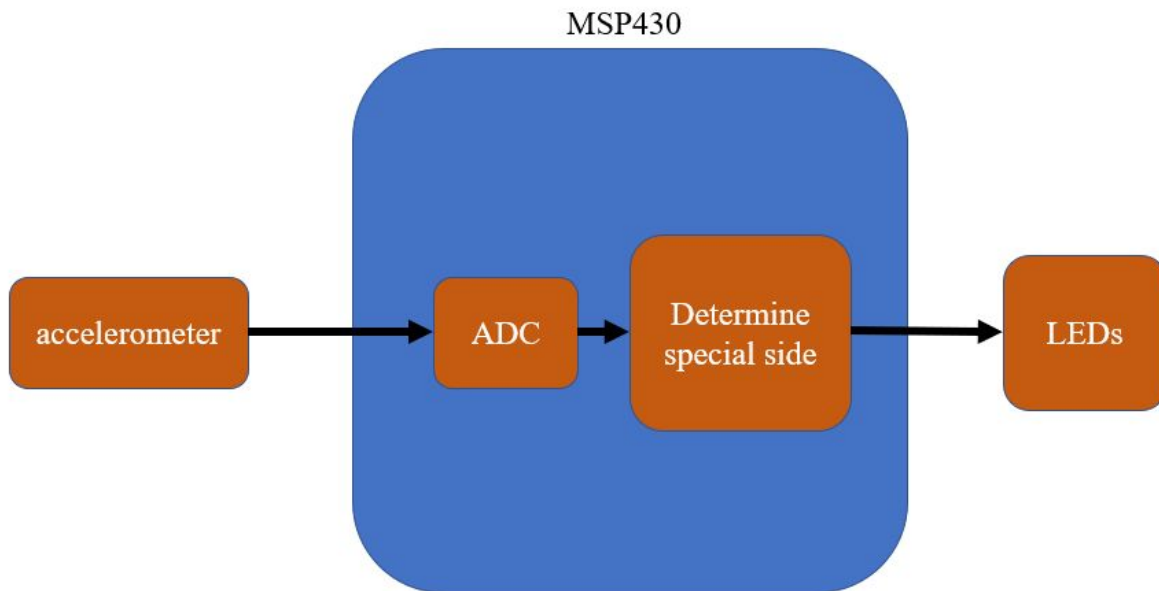 MSP430
accelerometer
ADC
Determine
special side
LEDs